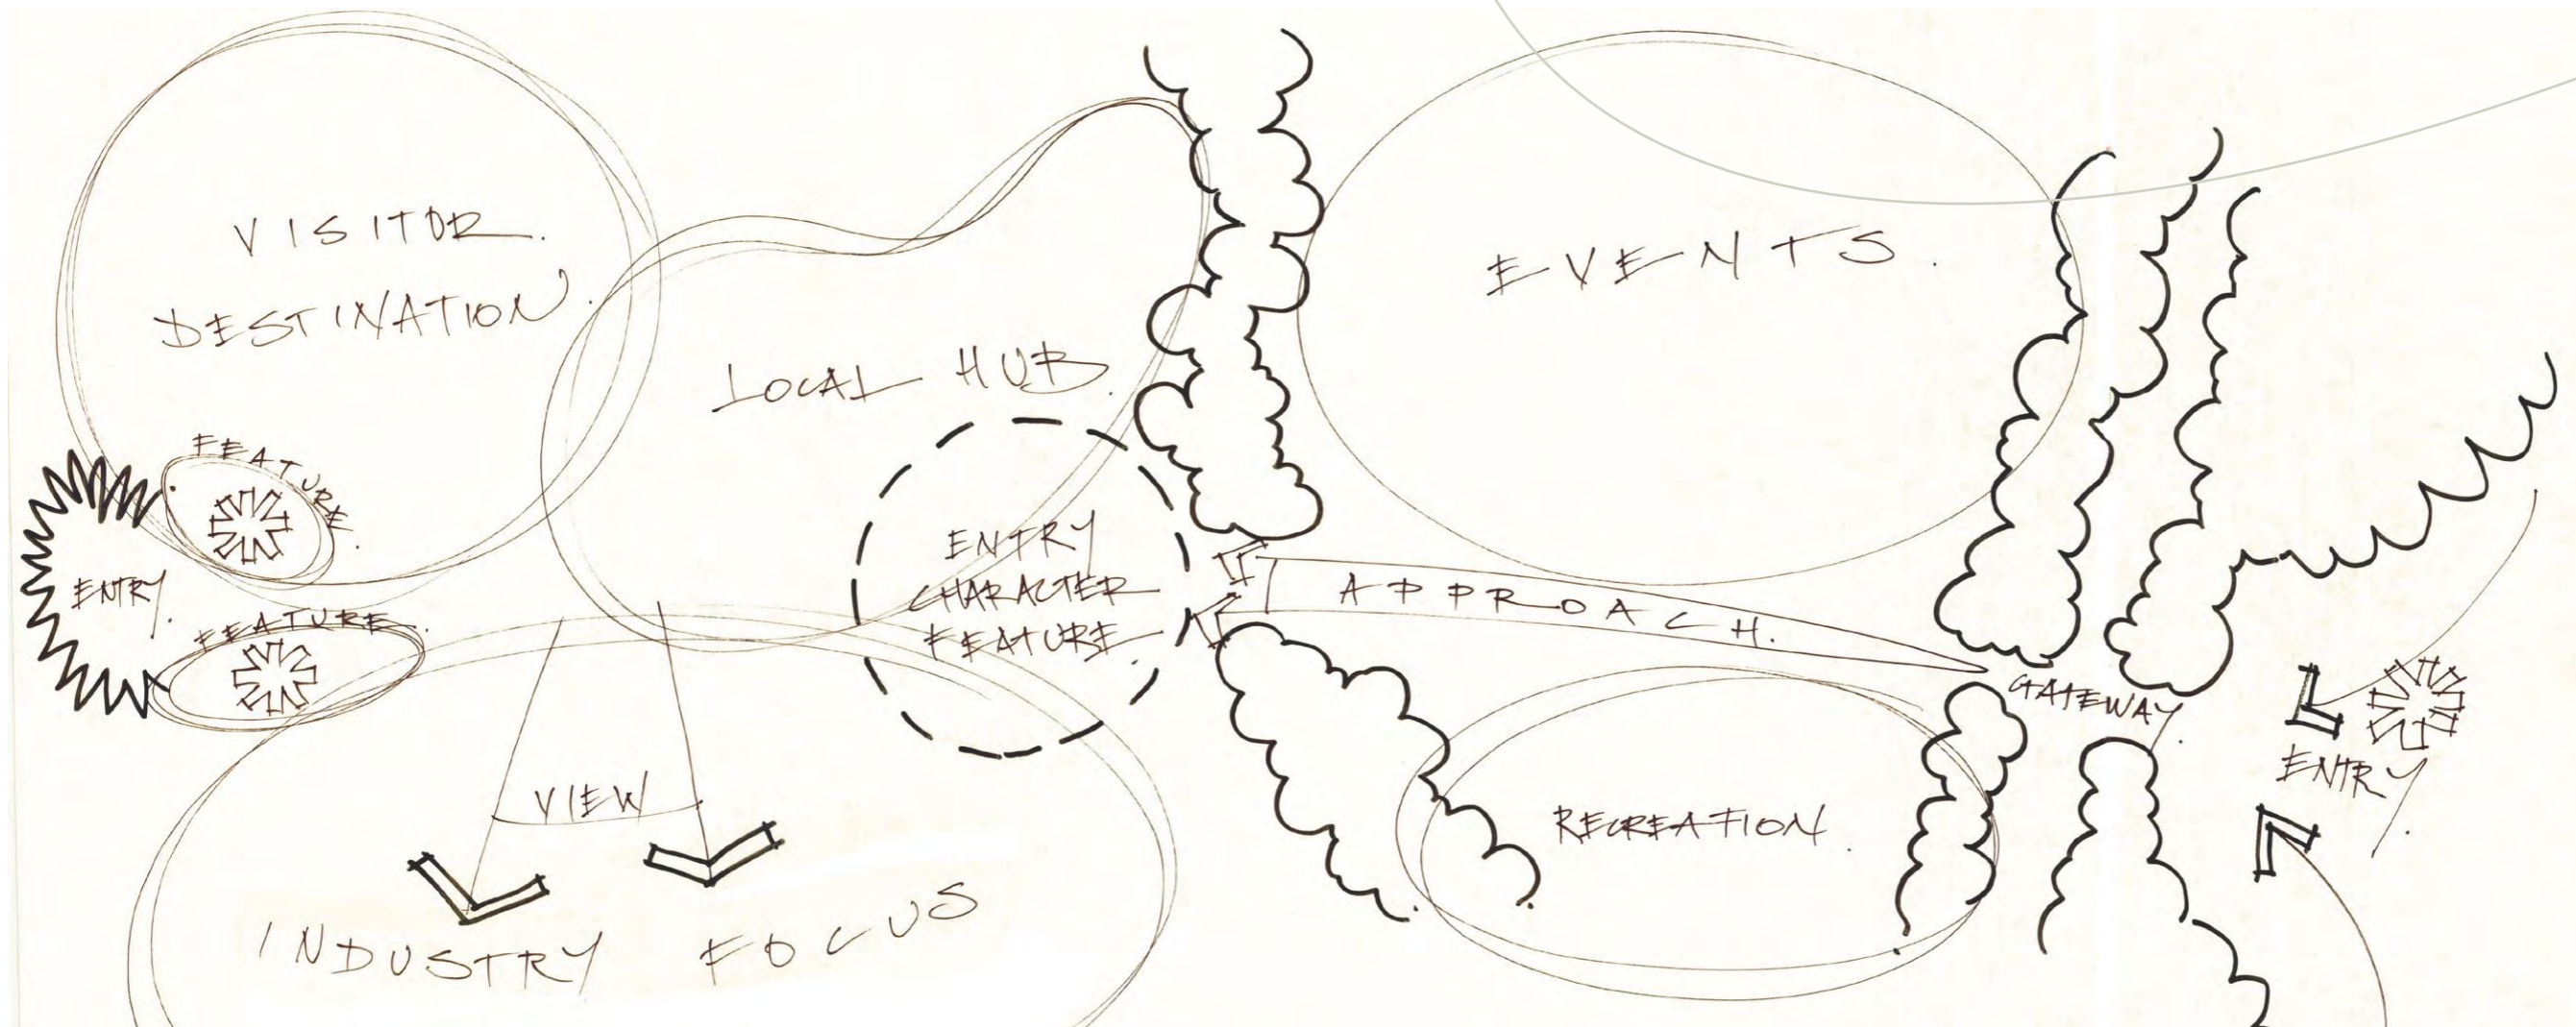 VISITOR
DESTINATION
LOCAL HUB
EVENTS
FEATURE
ENTRY
FEATURE
ENTRY
CHARACTER
FEATURE
APPROACH
GATEWAY
ENTRY
VIEW
RECREATION
INDUSTRY FOCUS